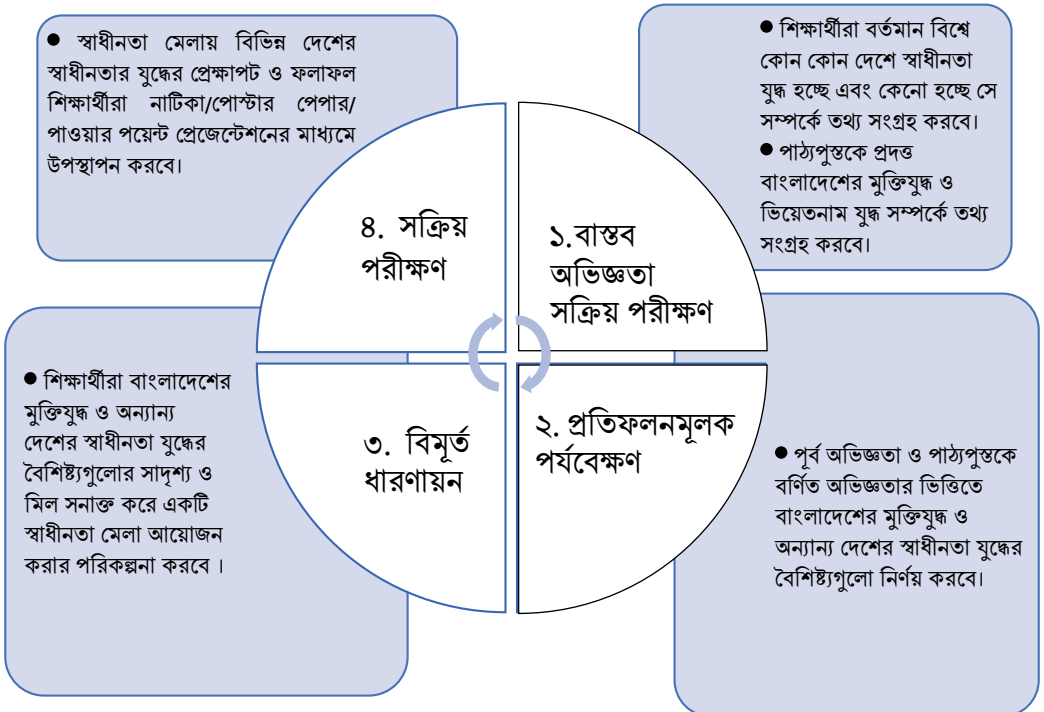 ● স্বাধীনতা মেলায় বিভিন্ন দেশের
স্বাধীনতার যুদ্ধের প্রেক্ষাপট ও ফলাফল
শিক্ষার্থীরা নাটিকা/পোস্টার পেপার/
পাওয়ার পয়েন্ট প্রেজেন্টেশনের মাধ্যমে
উপস্থাপন করবে।
● শিক্ষার্থীরা বর্তমান বিশ্বে
কোন কোন দেশে স্বাধীনতা
যুদ্ধ হচ্ছে এবং কেনো হচ্ছে সে
সম্পর্কে তথ্য সংগ্রহ করবে।
● পাঠ্যপুস্তকে প্রদত্ত
বাংলাদেশের মুক্তিযুদ্ধ ও
ভিয়েতনাম যুদ্ধ সম্পর্কে তথ্য
সংগ্রহ করবে।
৪. সক্রিয়
পরীক্ষণ
১.বাস্তব
অভিজ্ঞতা
সক্রিয় পরীক্ষণ
● শিক্ষার্থীরা বাংলাদেশের
মুক্তিযুদ্ধ ও অন্যান্য
দেশের স্বাধীনতা যুদ্ধের
বৈশিষ্ট্যগুলোর সাদৃশ্য ও
মিল সনাক্ত করে একটি
স্বাধীনতা মেলা আয়োজন
করার পরিকল্পনা করবে ।
৩. বিমূর্ত
ধারণায়ন
২. প্রতিফলনমূলক
পর্যবেক্ষণ
● পূর্ব অভিজ্ঞতা ও পাঠ্যপুস্তকে
বর্ণিত অভিজ্ঞতার ভিত্তিতে
বাংলাদেশের মুক্তিযুদ্ধ ও
অন্যান্য দেশের স্বাধীনতা যুদ্ধের
বৈশিষ্ট্যগুলো নির্ণয় করবে।